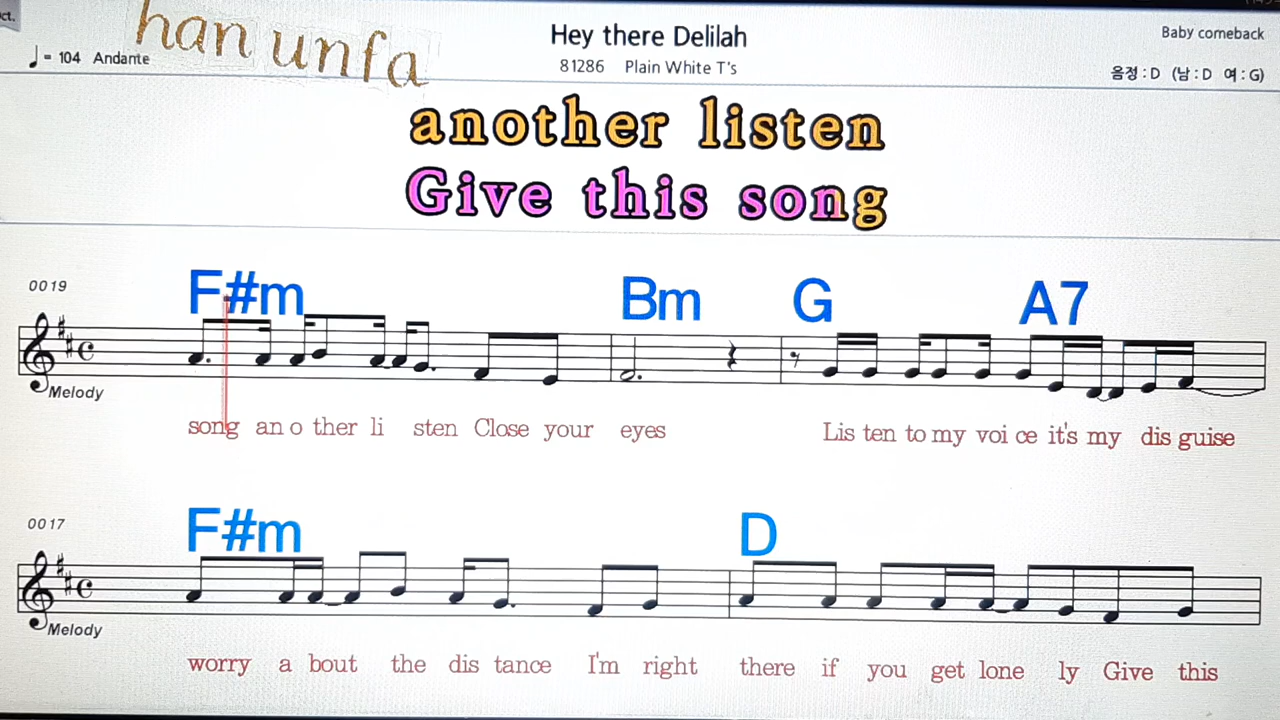 ct.
han unfa
Hey there Delilah
Baby comeback
♩ = 104 Andante
81286 Plain White T's
음정 : D (남 : D 여 : G)
another listen
Give this song
0019
F#m Bm G A7
Melody
song an o ther li sten Close your eyes Lis ten to my voi ce it's my dis guise
0017
F#m D
Melody
worry a bout the dis tance I'm right there if you get lone ly Give this